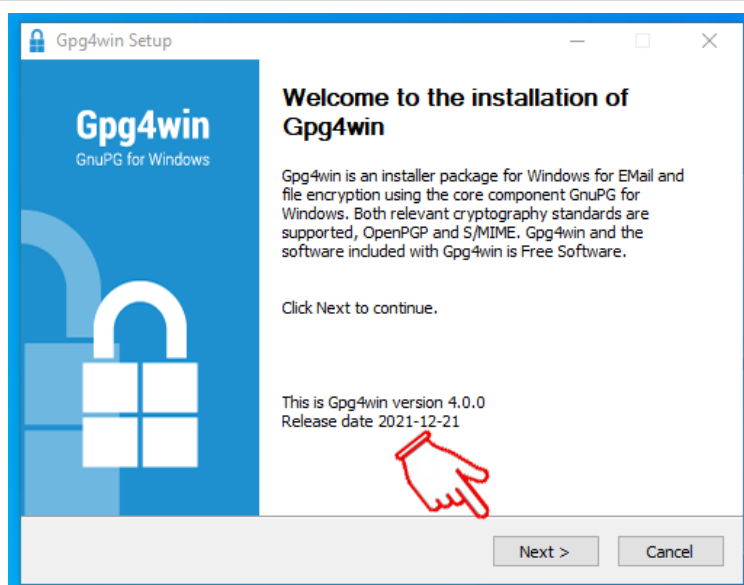 Gpg4win Setup
Gpg4win
GnuPG for Windows
Welcome to the installation of
Gpg4win
Gpg4win is an installer package for Windows for EMail and
file encryption using the core component GnuPG for
Windows. Both relevant cryptography standards are
supported, OpenPGP and S/MIME. Gpg4win and the
software included with Gpg4win is Free Software.
Click Next to continue.
This is Gpg4win version 4.0.0
Release date 2021-12-21
Next >
Cancel